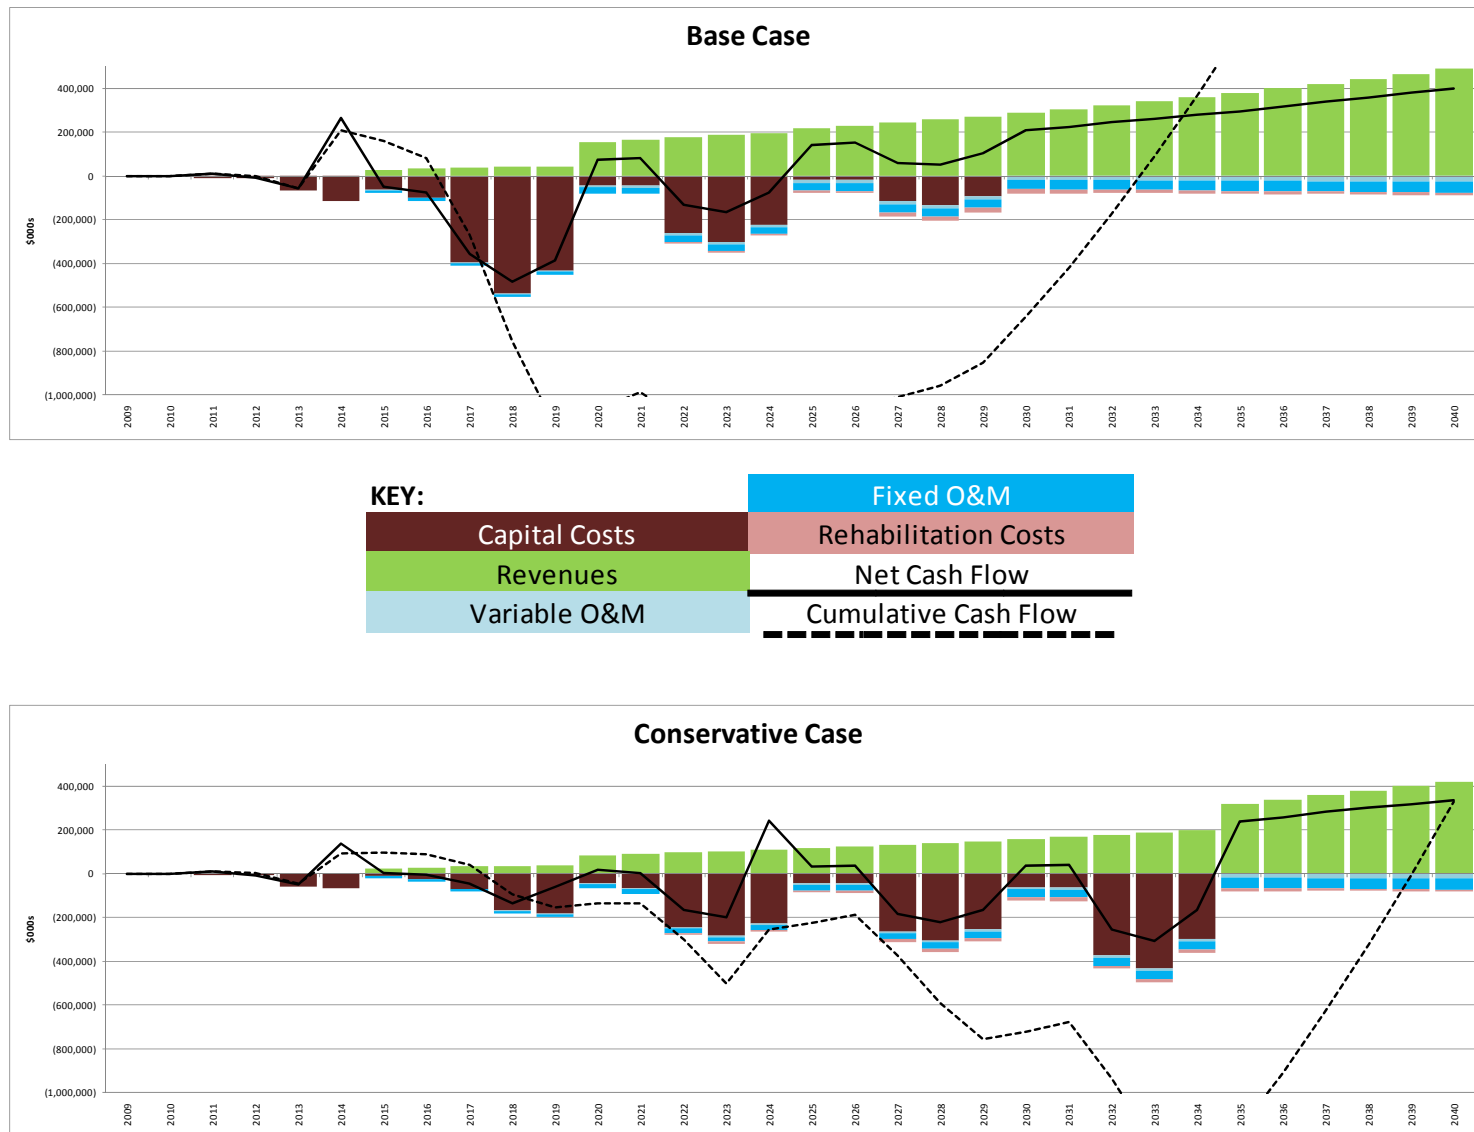 Base Case
400,000
200,000
0
(200,000)
(400,000)
(600,000)
(800,000)
(1,000,000)
$000s
2009 2010 2011 2012 2013 2014 2015 2016 2017 2018 2019 2020 2021 2022 2023 2024 2025 2026 2027 2028 2029 2030 2031 2032 2033 2034 2035 2036 2037 2038 2039 2040
KEY: Fixed O&M
Capital Costs Rehabilitation Costs
Revenues Net Cash Flow
Variable O&M Cumulative Cash Flow
Conservative Case
400,000
200,000
0
(200,000)
(400,000)
(600,000)
(800,000)
(1,000,000)
$000s
2009 2010 2011 2012 2013 2014 2015 2016 2017 2018 2019 2020 2021 2022 2023 2024 2025 2026 2027 2028 2029 2030 2031 2032 2033 2034 2035 2036 2037 2038 2039 2040